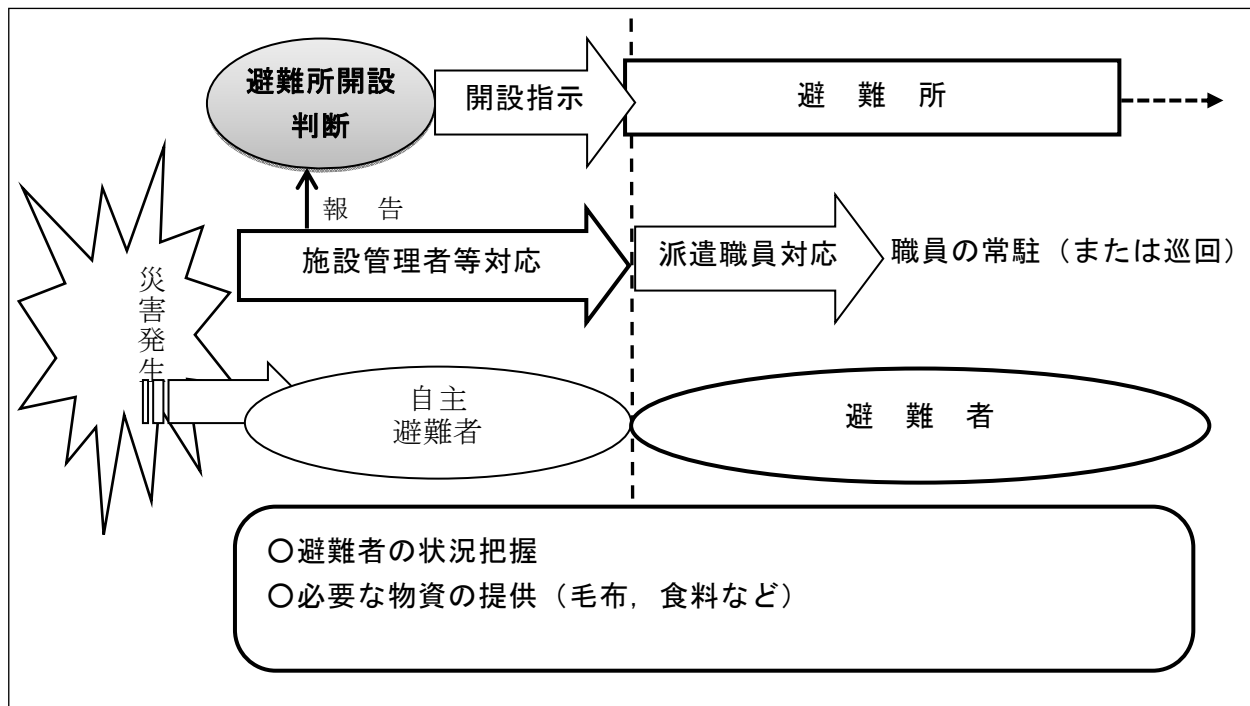 避難所開設
判断
開設指示
避 難 所
報 告
施設管理者等対応
派遣職員対応
職員の常駐（または巡回）
災害発生
自主
避難者
避 難 者
○避難者の状況把握
○必要な物資の提供（毛布，食料など）